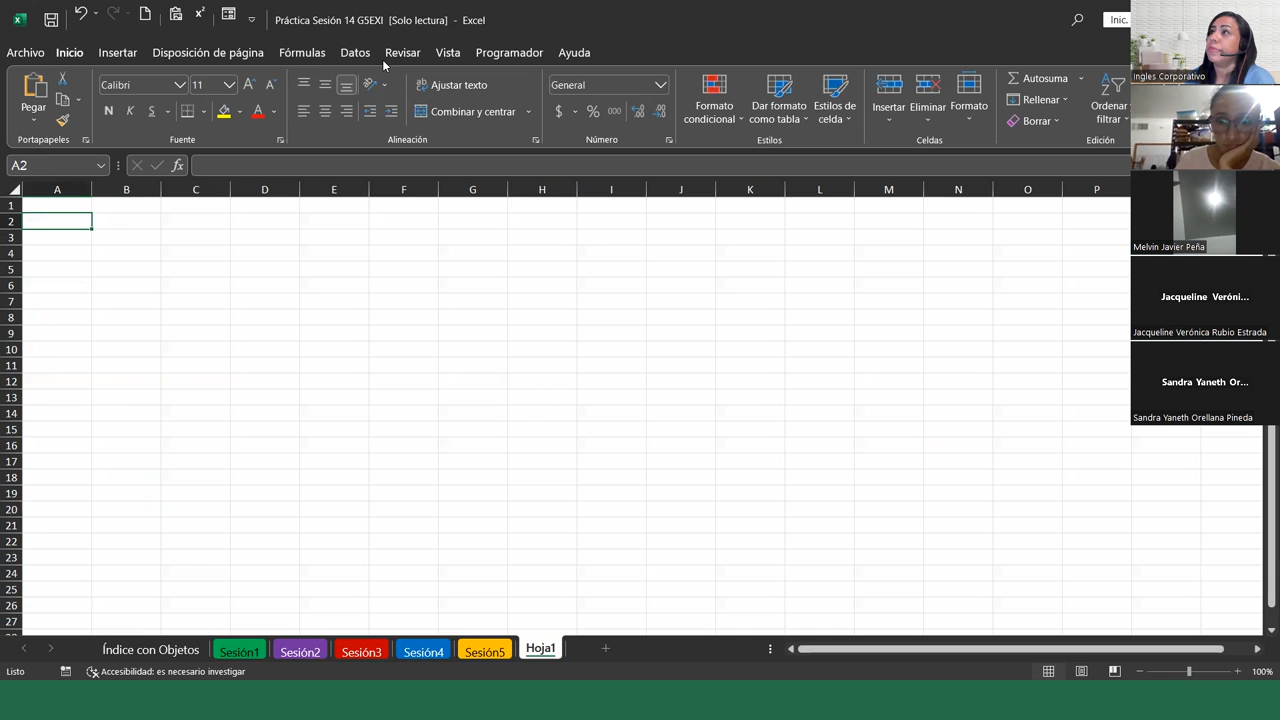 Práctica Sesión 14 G5EXI [Solo lectura] - Excel
Inic.
Archivo Inicio Insertar Disposición de página Fórmulas Datos Revisar Programador Ayuda
Pegar
Portapapeles
Calibri 11
N K S
Fuente
Ajustar
Combinar y centrar
Alineación
General
$ % 000
Número
Formato condicional
Dar formato como tabla
Estilos de celda
Estilos
Insertar Eliminar Formato
Celdas
Autosuma
Rellenar
Borrar
Ordenar
filtrar
Edición
A2
fx
A B C D E F G H I J K L M N O P
1
2
3
4
5
6
7
8
9
10
11
12
13
14
15
16
17
18
19
20
21
22
23
24
25
26
27
Ingles Corporativo
Melvin Javier Peña
Jacqueline Veróni...
Jacqueline Verónica Rubio Estrada
Sandra Yaneth Or...
Sandra Yaneth Orellana Pineda
Índice con Objetos Sesión1 Sesión2 Sesión3 Sesión4 Sesión5 Hoja1
Listo
Accesibilidad: es necesario investigar
100%